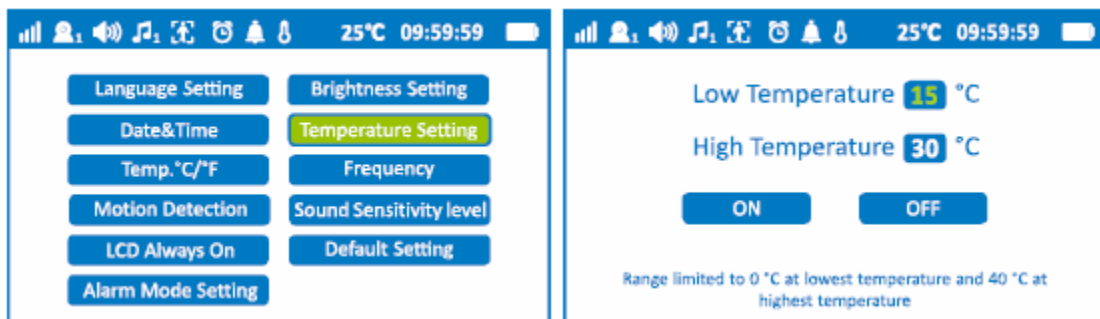 25°C 09:59:59
Language Setting
Brightness Setting
Date&Time
Temperature Setting
Temp.°C/°F
Frequency
Motion Detection
Sound Sensitivity level
LCD Always On
Default Setting
Alarm Mode Setting
25°C 09:59:59
Low Temperature 15 °C
High Temperature 30 °C
ON
OFF
Range limited to 0 °C at lowest temperature and 40 °C at
highest temperature